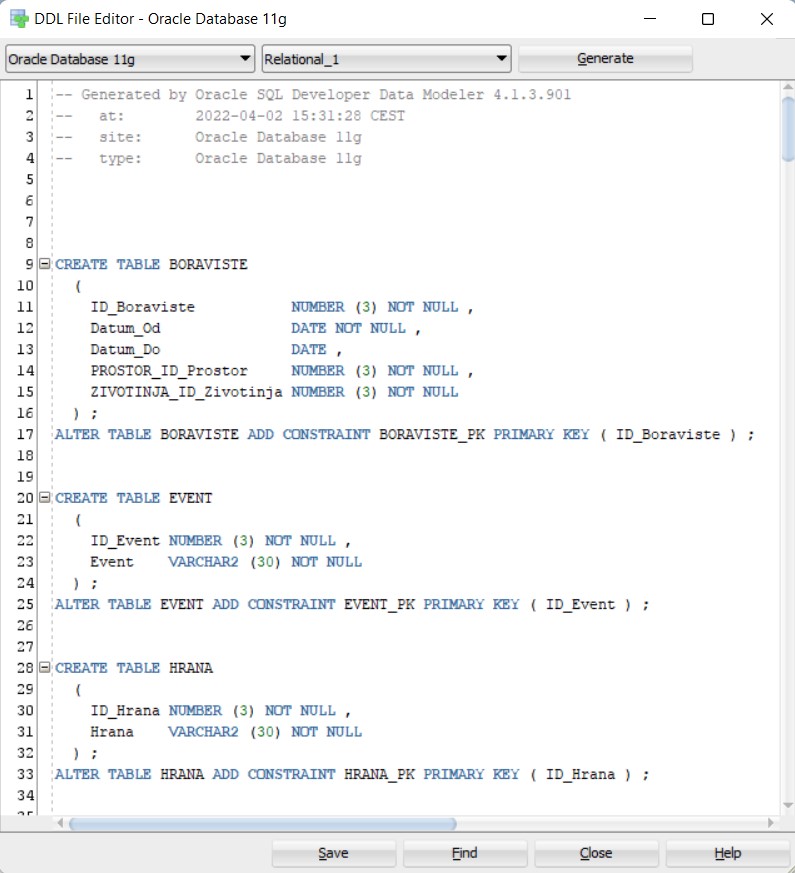 DDL File Editor - Oracle Database 11g
Oracle Database 11g Relational_1 Generate
1 -- Generated by Oracle SQL Developer Data Modeler 4.1.3.901
2 --   at:        2022-04-02 15:31:28 CEST
3 --   site:      Oracle Database 11g
4 --   type:      Oracle Database 11g
5
6
7
8
9 CREATE TABLE BORAVISTE
10   (
11     ID_Boraviste           NUMBER (3) NOT NULL ,
12     Datum_Od               DATE NOT NULL ,
13     Datum_Do               DATE ,
14     PROSTOR_ID_Prostor     NUMBER (3) NOT NULL ,
15     ZIVOTINJA_ID_Zivotinja NUMBER (3) NOT NULL
16   ) ;
17 ALTER TABLE BORAVISTE ADD CONSTRAINT BORAVISTE_PK PRIMARY KEY ( ID_Boraviste ) ;
18
19
20 CREATE TABLE EVENT
21   (
22     ID_Event NUMBER (3) NOT NULL ,
23     Event    VARCHAR2 (30) NOT NULL
24   ) ;
25 ALTER TABLE EVENT ADD CONSTRAINT EVENT_PK PRIMARY KEY ( ID_Event ) ;
26
27
28 CREATE TABLE HRANA
29   (
30     ID_Hrana NUMBER (3) NOT NULL ,
31     Hrana    VARCHAR2 (30) NOT NULL
32   ) ;
33 ALTER TABLE HRANA ADD CONSTRAINT HRANA_PK PRIMARY KEY ( ID_Hrana ) ;
34
Save Find Close Help